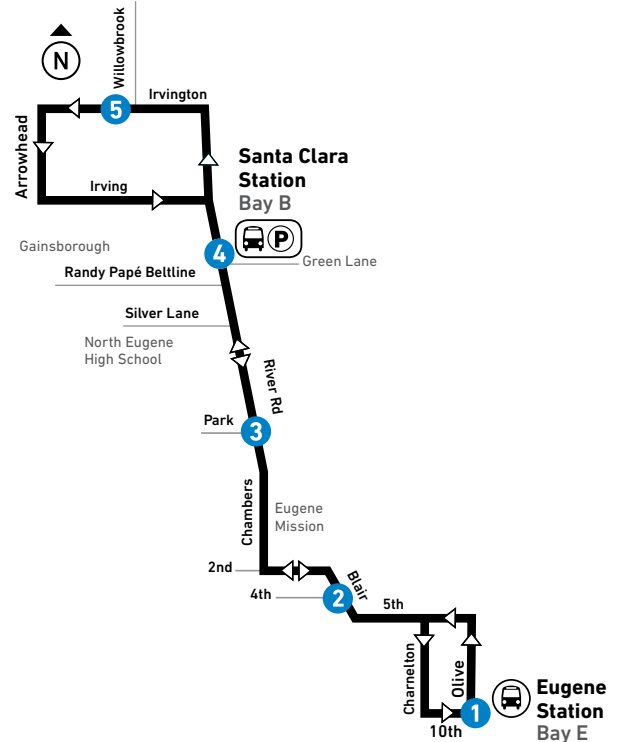 Willowbrook
N
5
Irvington
Arrowhead
Irving
Santa Clara
Station
Bay B
P
Gainsborough
4
Green Lane
Randy Papé Beltline
Silver Lane
North Eugene
High School
River Rd
Park
3
Chambers
Eugene
Mission
2nd
Blair
4th
2
5th
Charnelton
Olive
1
10th
Eugene
Station
Bay E